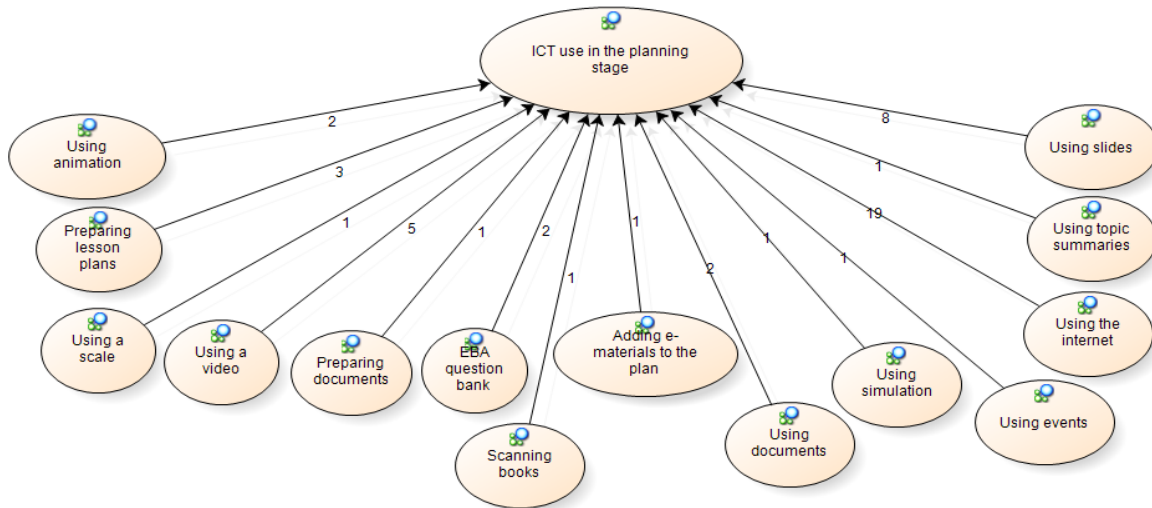 ICT use in the planning
stage
2
8
Using
animation
Using slides
3
1
Preparing
lesson
plans
Using topic
summaries
1
5
1
2
1
19
1
1
2
1
Using a
scale
Using a
video
Preparing
documents
EBA
question
bank
Adding e-
materials to the
plan
Using the
internet
Using
simulation
Scanning
books
Using
documents
Using events